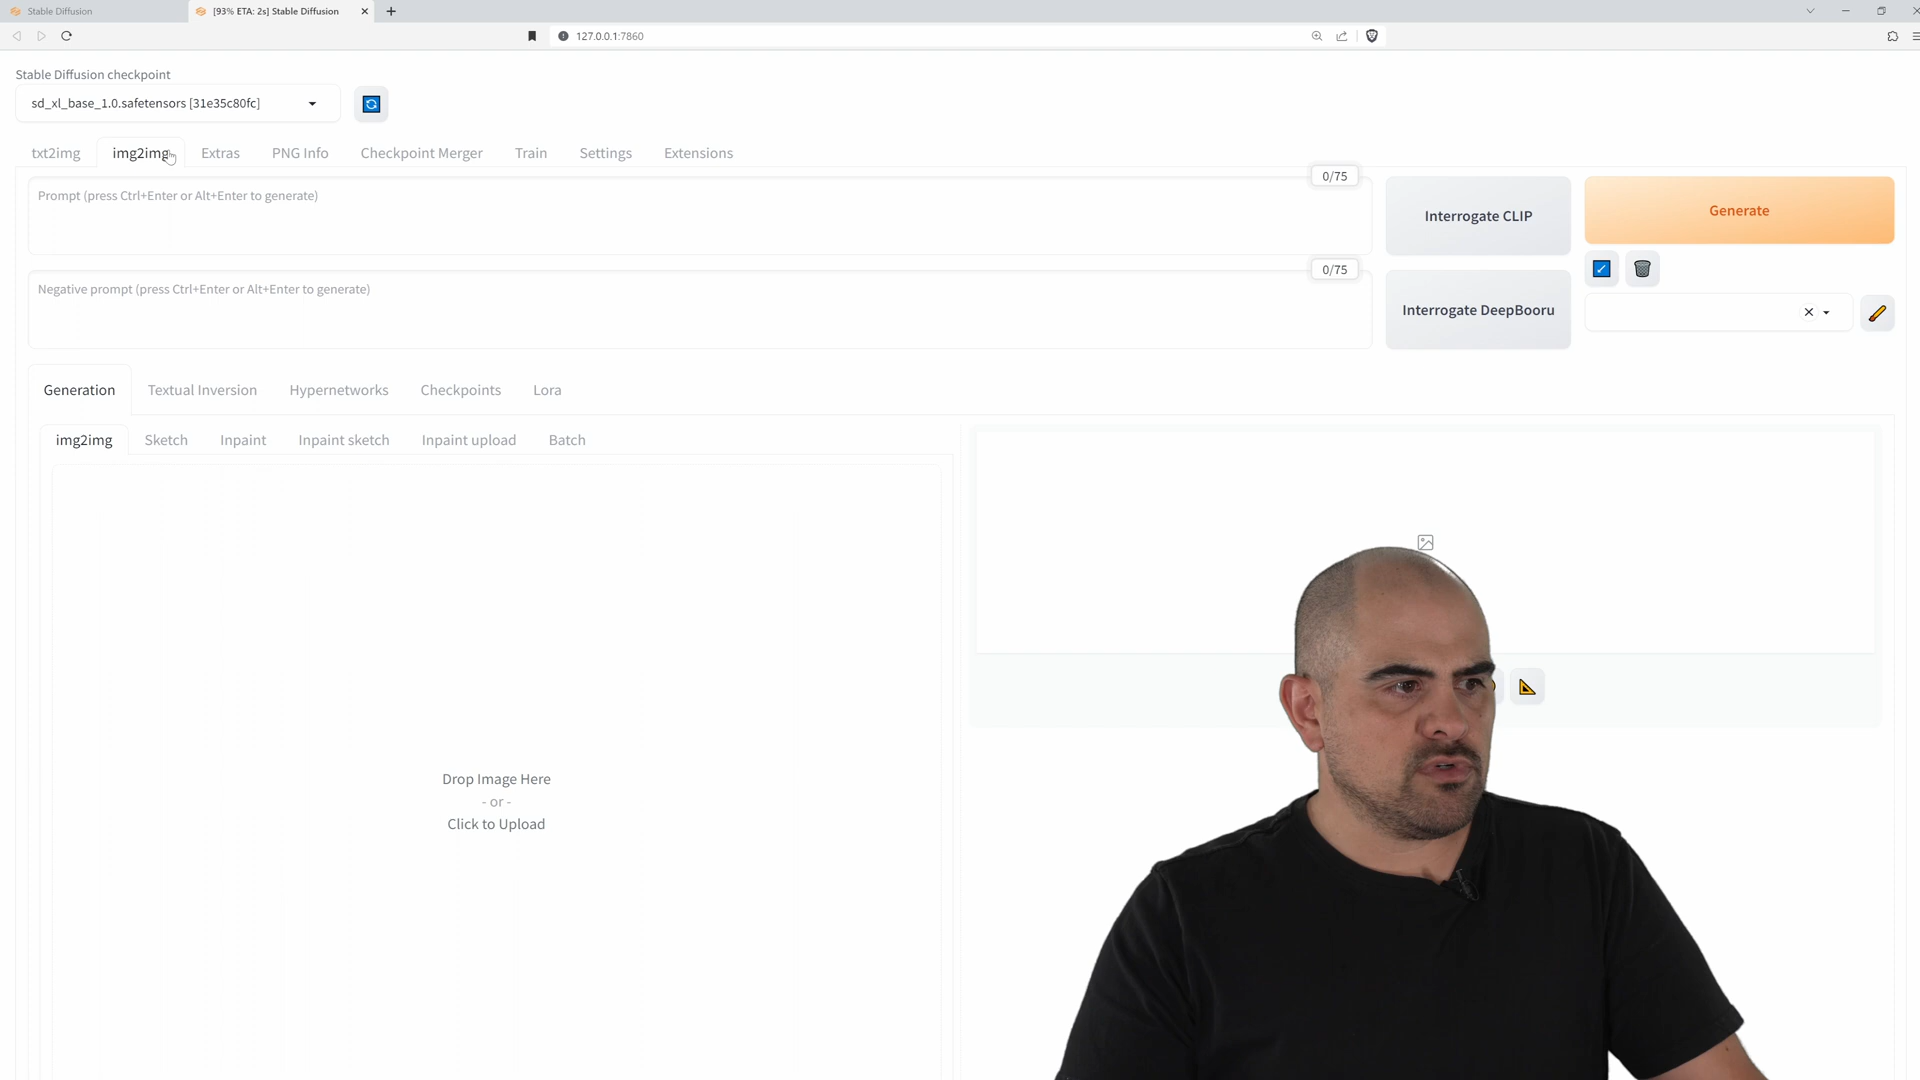 Stable Diffusion
[93% ETA: 2s] Stable Diffusion
127.0.0.1:7860
Stable Diffusion checkpoint
sd_xl_base_1.0.safetensors [31e35c80fc]
txt2img
img2img
Extras
PNG Info
Checkpoint Merger
Train
Settings
Extensions
0/75
Prompt (press Ctrl+Enter or Alt+Enter to generate)
Interrogate CLIP
Generate
0/75
Negative prompt (press Ctrl+Enter or Alt+Enter to generate)
Interrogate DeepBooru
Generation
Textual Inversion
Hypernetworks
Checkpoints
Lora
img2img
Sketch
Inpaint
Inpaint sketch
Inpaint upload
Batch
Drop Image Here
- or -
Click to Upload